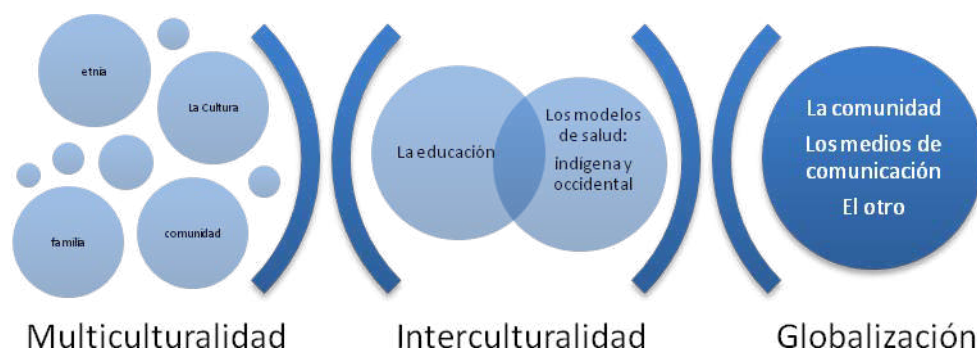 etnia
La Cultura
familia
comunidad
La educación
Los modelos
de salud:
indígena y
occidental
La comunidad
Los medios de
comunicación
El otro
Multiculturalidad
Interculturalidad
Globalización